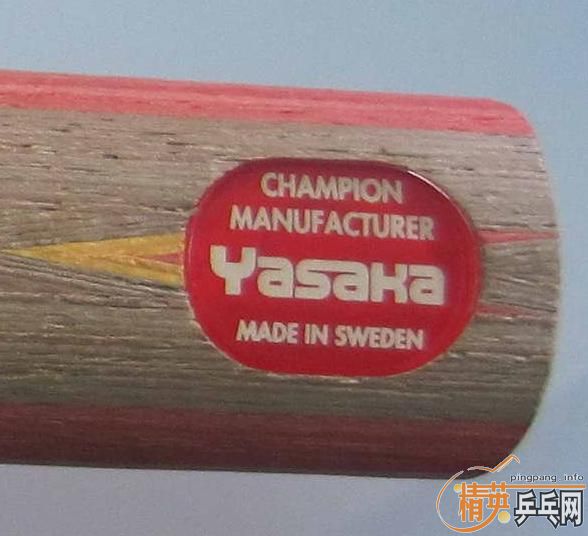 CHAMPION
MANUFACTURER
Yasaka
MADE IN SWEDEN
pingpang.info
精英乒乓网